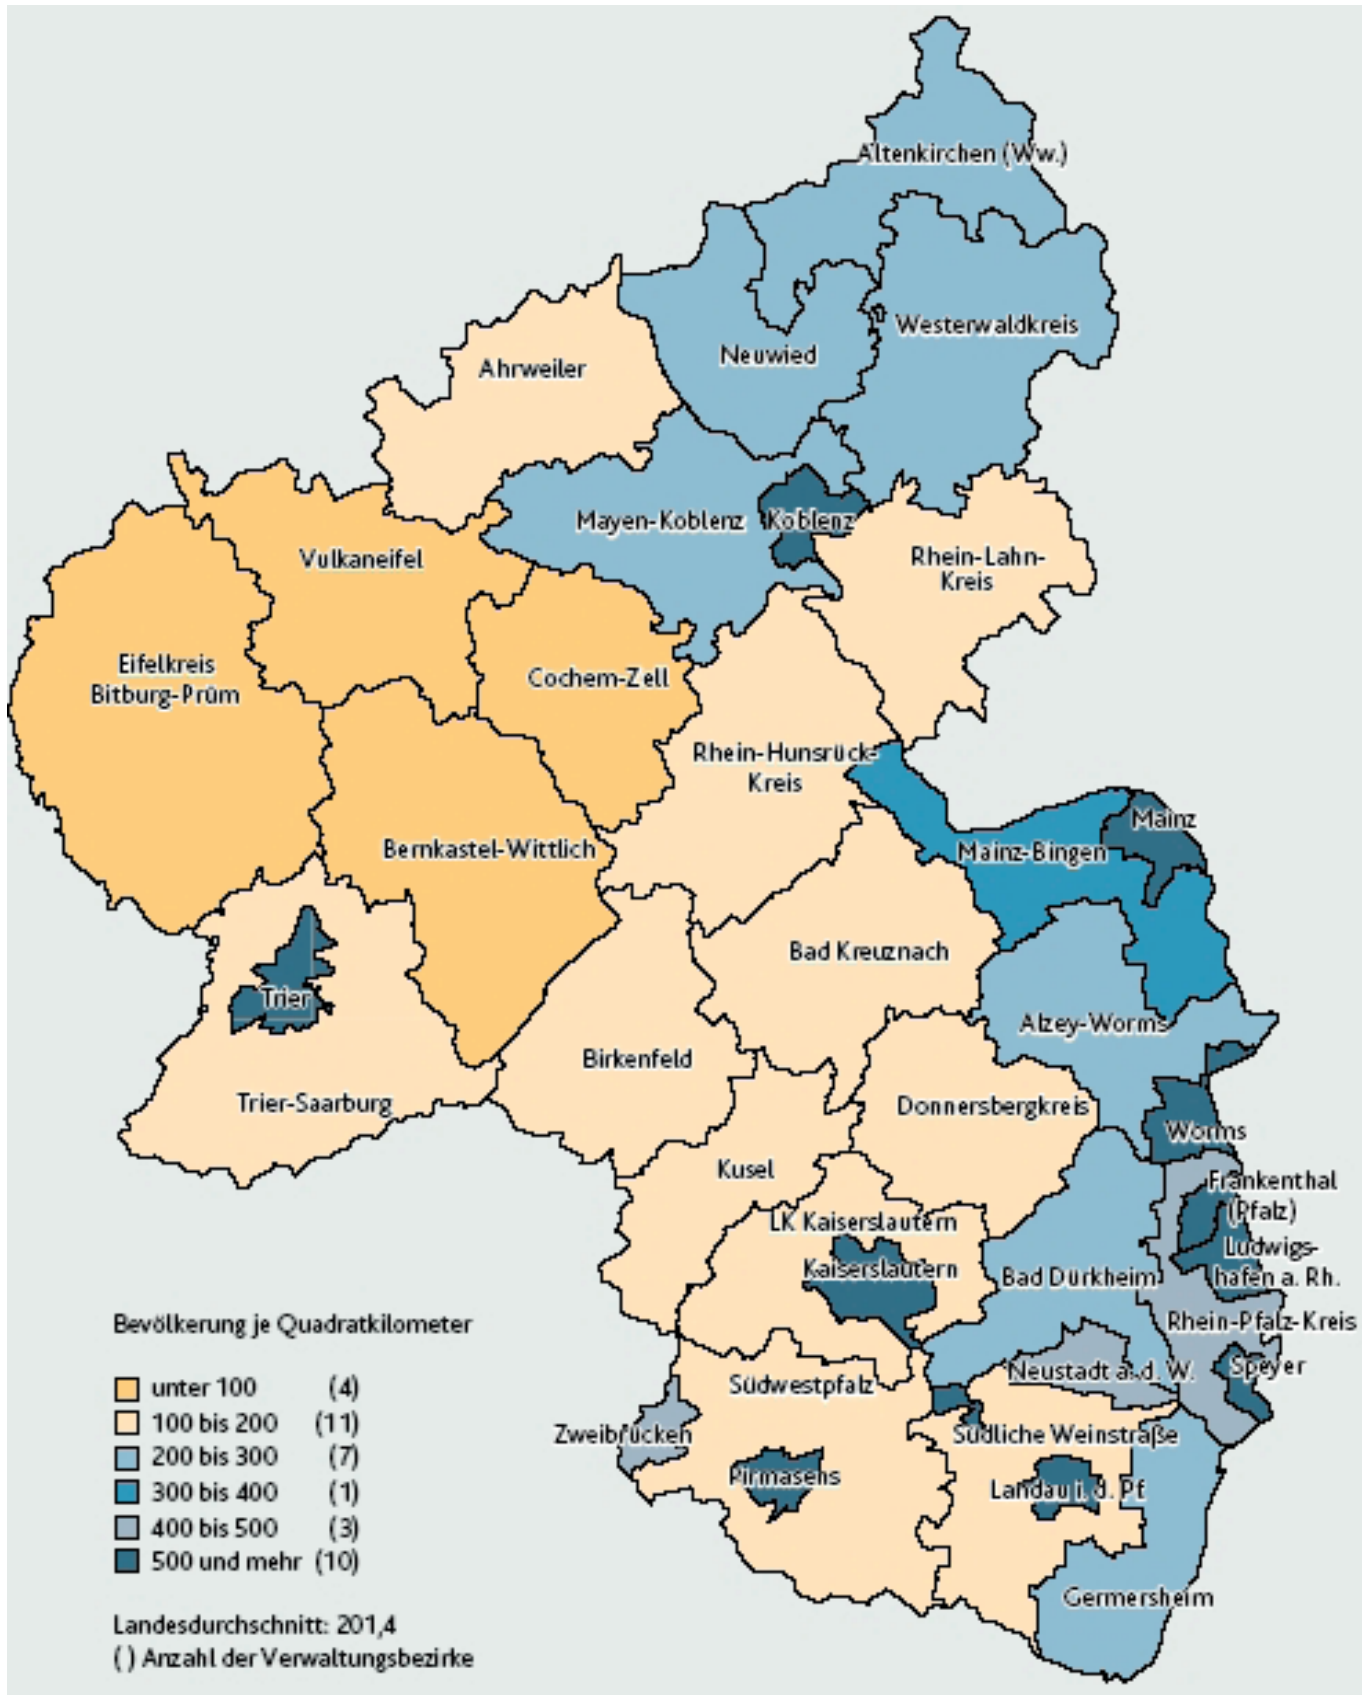 Altenkirchen (Ww.)
Westerwaldkreis
Neuwied
Ahrweiler
Mayen-Koblenz
Koblenz
Vulkaneifel
Rhein-Lahn-
Kreis
Eifelkreis
Bitburg-Prüm
Cochem-Zell
Rhein-Hunsrück-
Kreis
Mainz
Bernkastel-Wittlich
Mainz-Bingen
Bad Kreuznach
Trier
Alzey-Worms
Birkenfeld
Trier-Saarburg
Donnersbergkreis
Worms
Kusel
Frankenthal
(Pfalz)
LK Kaiserslautern
Ludwigs-
hafen a. Rh.
Kaiserslautern
Bad Dürkheim
Rhein-Pfalz-Kreis
Neustadt a. d. W.
Speyer
Südwestpfalz
Zweibrücken
Südliche Weinstraße
Pirmasens
Landau i. d. Pf
Germersheim
Bevölkerung je Quadratkilometer
unter 100 (4)
100 bis 200 (11)
200 bis 300 (7)
300 bis 400 (1)
400 bis 500 (3)
500 und mehr (10)
Landesdurchschnitt: 201,4
( ) Anzahl der Verwaltungsbezirke